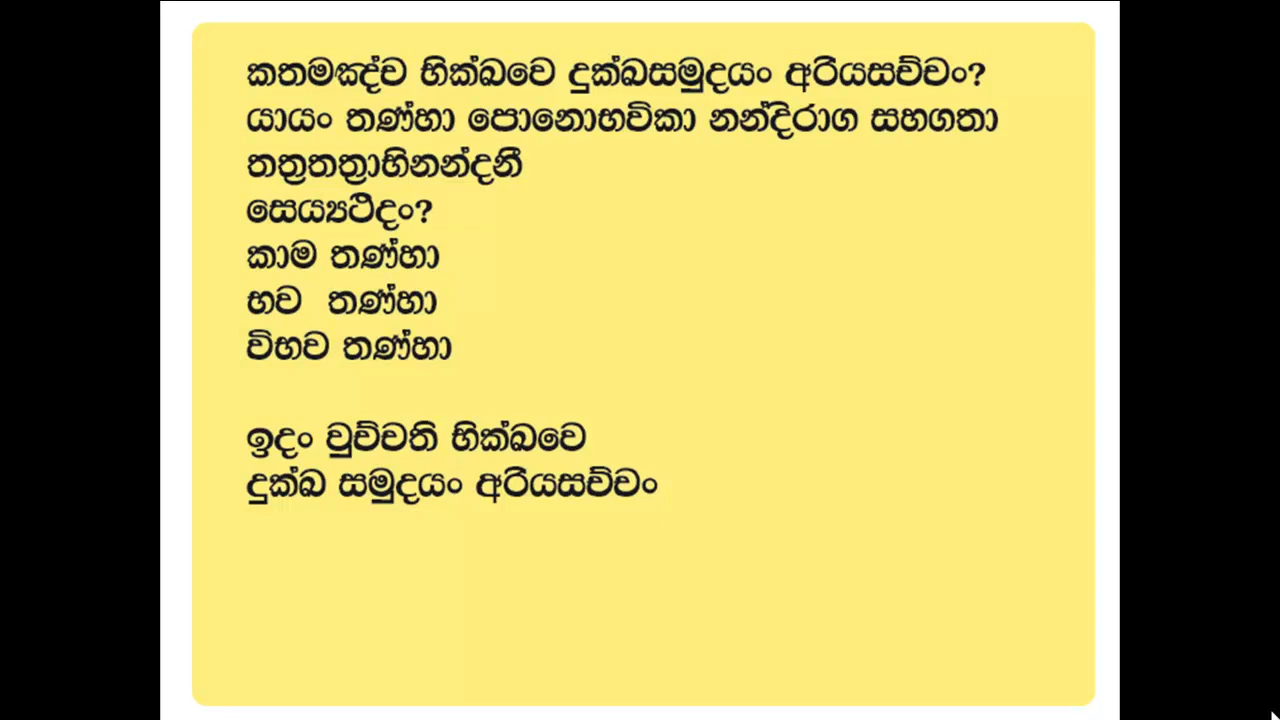 කතමඤ්ච භික්ඛවෙ දුක්ඛසමුදයං අරියසච්චං?
යායං තණ්හා පොනොභවිකා නන්දිරාග සහගතා
තත්‍රතත්‍රාභිනන්දනී
සෙය්‍යථිදං?
කාම තණ්හා
භව තණ්හා
විභව තණ්හා
ඉදං වුච්චති භික්ඛවෙ
දුක්ඛ සමුදයං අරියසච්චං